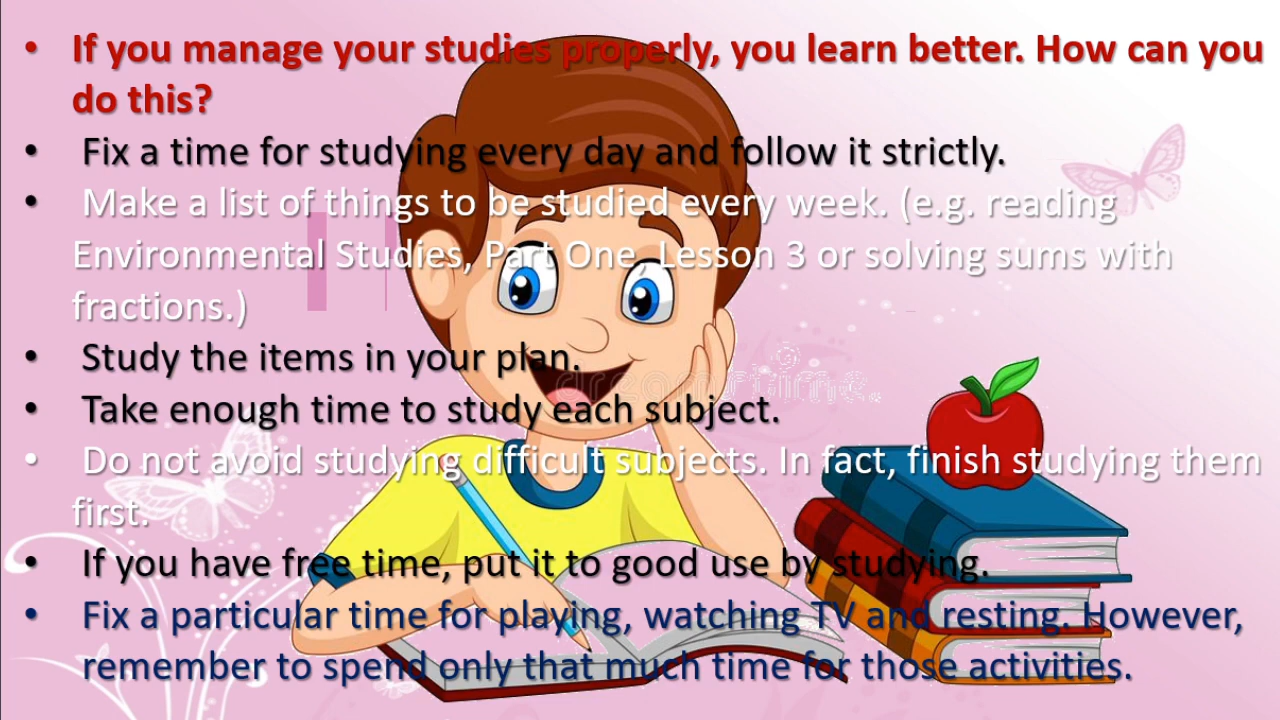 • If you manage your studies properly, you learn better. How can you
do this?
• Fix a time for studying every day and follow it strictly.
• Make a list of things to be studied every week. (e.g. reading
Environmental Studies, Part One, Lesson 3 or solving sums with
fractions.)
• Study the items in your plan.
dreamstime.
• Take enough time to study each subject.
• Do not avoid studying difficult subjects. In fact, finish studying them
first.
• If you have free time, put it to good use by studying.
• Fix a particular time for playing, watching TV and resting. However,
remember to spend only that much time for those activities.